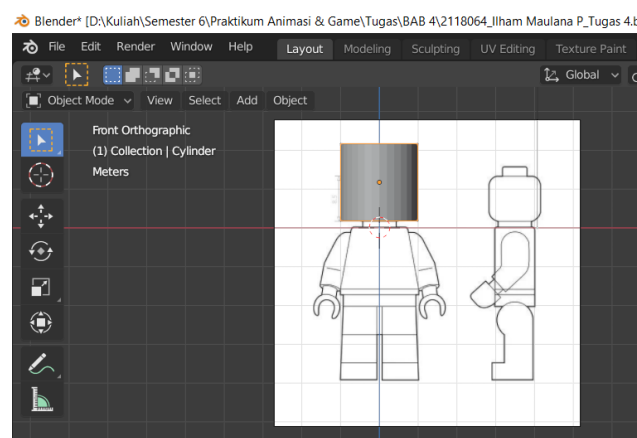 Blender* [D:\Kuliah\Semester 6\Praktikum Animasi & Game\Tugas\BAB 4\2118064_Ilham Maulana P_Tugas 4.b
File Edit Render Window Help Layout Modeling Sculpting UV Editing Texture Paint
Global
Object Mode View Select Add Object
Front Orthographic
(1) Collection | Cylinder
Meters